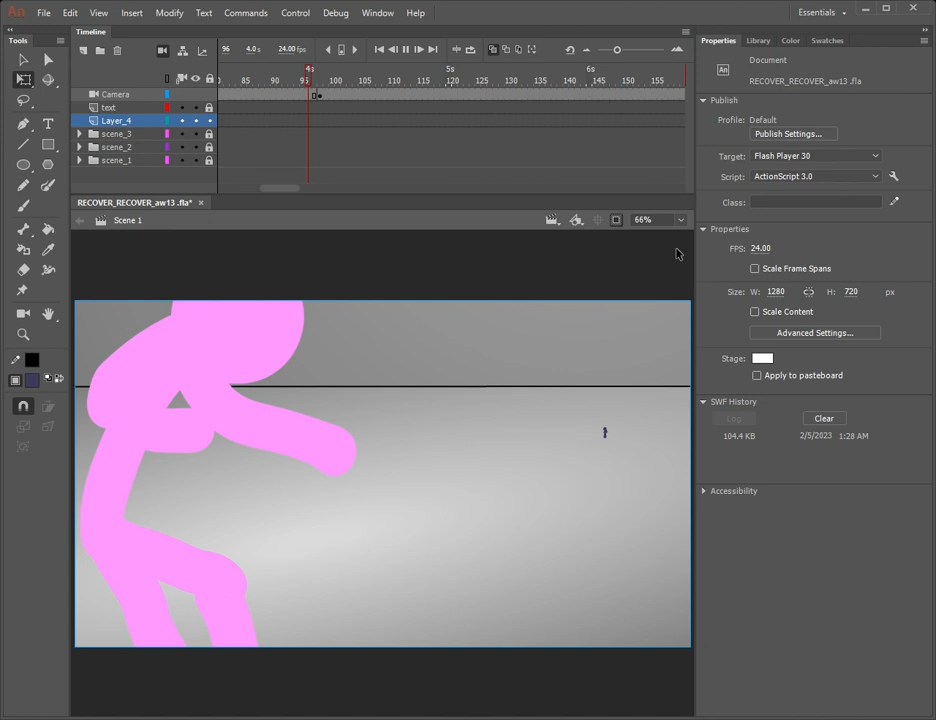 An File Edit View Insert Modify Text Commands Control Debug Window Help Essentials
Tools
Timeline
96 4.0s 24.00fps
4s 5s 6s
85 90 95 100 105 110 115 120 125 130 135 140 145 150 155
Camera
text
Layer_4
scene_3
scene_2
scene_1
RECOVER_RECOVER_aw13 .fla*
Scene 1
66%
Properties Library Color Swatches
An
Document
RECOVER_RECOVER_aw13 .fla
Publish
Profile: Default
Publish Settings...
Target: Flash Player 30
Script: ActionScript 3.0
Class:
Properties
FPS: 24.00
Scale Frame Spans
Size: W: 1280 H: 720 px
Scale Content
Advanced Settings...
Stage:
Apply to pasteboard
SWF History
Log Clear
104.4 KB 2/5/2023 1:28 AM
Accessibility